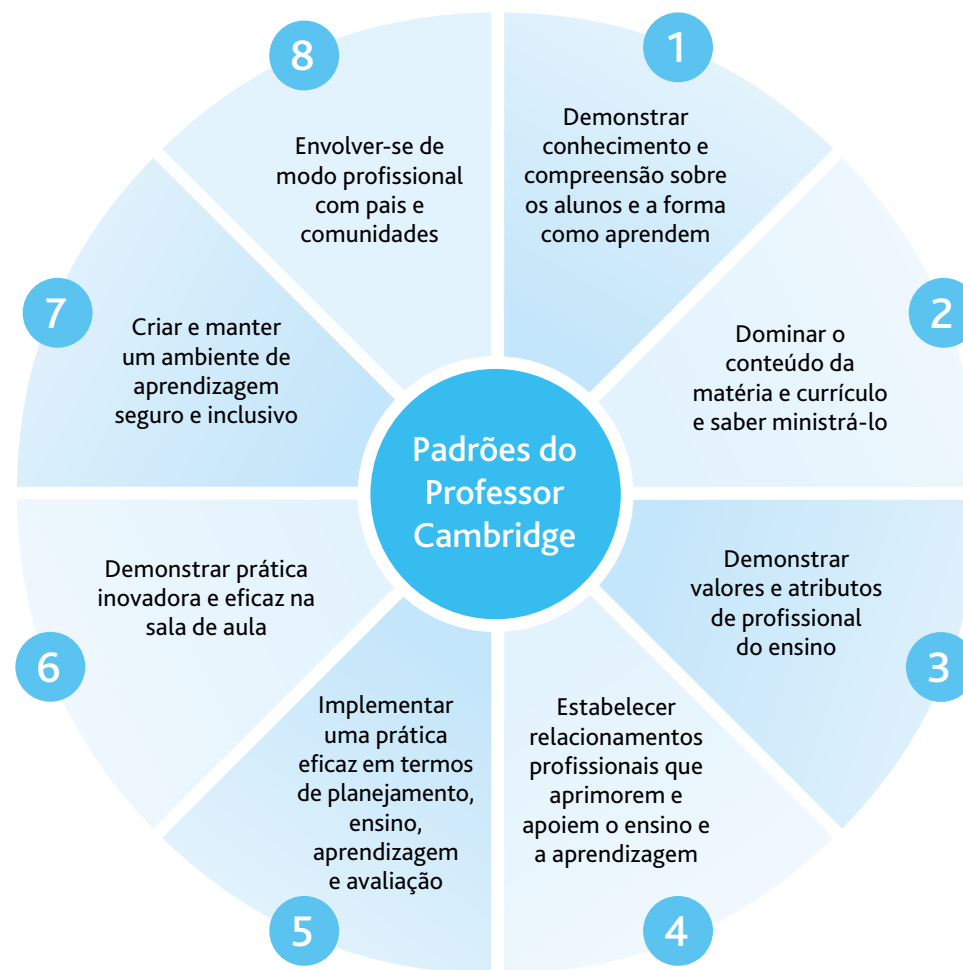 8
Envolver-se de
modo profissional
com pais e
comunidades
1
Demonstrar
conhecimento e
compreensão sobre
os alunos e a forma
como aprendem
7
Criar e manter
um ambiente de
aprendizagem
seguro e inclusivo
2
Dominar o
conteúdo da
matéria e currículo
e saber ministrá-lo
Padrões do
Professor
Cambridge
6
Demonstrar prática
inovadora e eficaz na
sala de aula
3
Demonstrar
valores e atributos
de profissional
do ensino
5
Implementar
uma prática
eficaz em termos
de planejamento,
ensino,
aprendizagem
e avaliação
4
Estabelecer
relacionamentos
profissionais que
aprimorem e
apoiem o ensino e
a aprendizagem